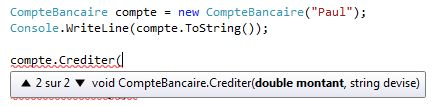 CompteBancaire compte = new CompteBancaire("Paul");
Console.WriteLine(compte.ToString());
compte.Crediter(
▲ 2 sur 2 ▼ void CompteBancaire.Crediter(double montant, string devise)